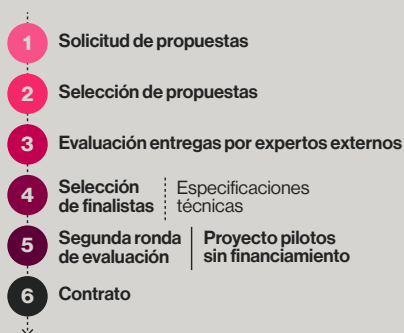 1 Solicitud de propuestas
2 Selección de propuestas
3 Evaluación entregas por expertos externos
4 Selección de finalistas
Especificaciones técnicas
5 Segunda ronda de evaluación
Proyecto pilotos sin financiamiento
6 Contrato